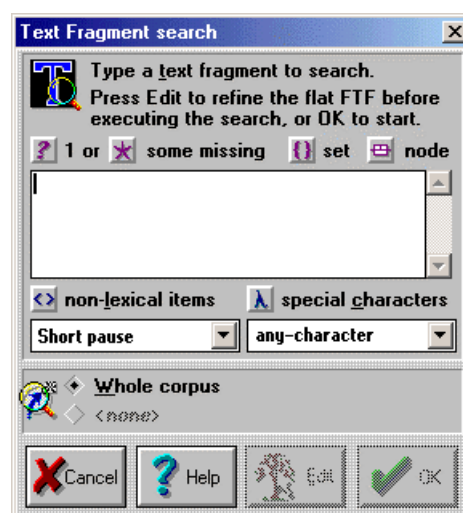 Text Fragment search
Type a text fragment to search.
Press Edit to refine the flat FTF before
executing the search, or OK to start.
? 1 or * some missing {} set node
<> non-lexical items λ special characters
Short pause any-character
Whole corpus
<none>
Cancel ? Help Edit OK